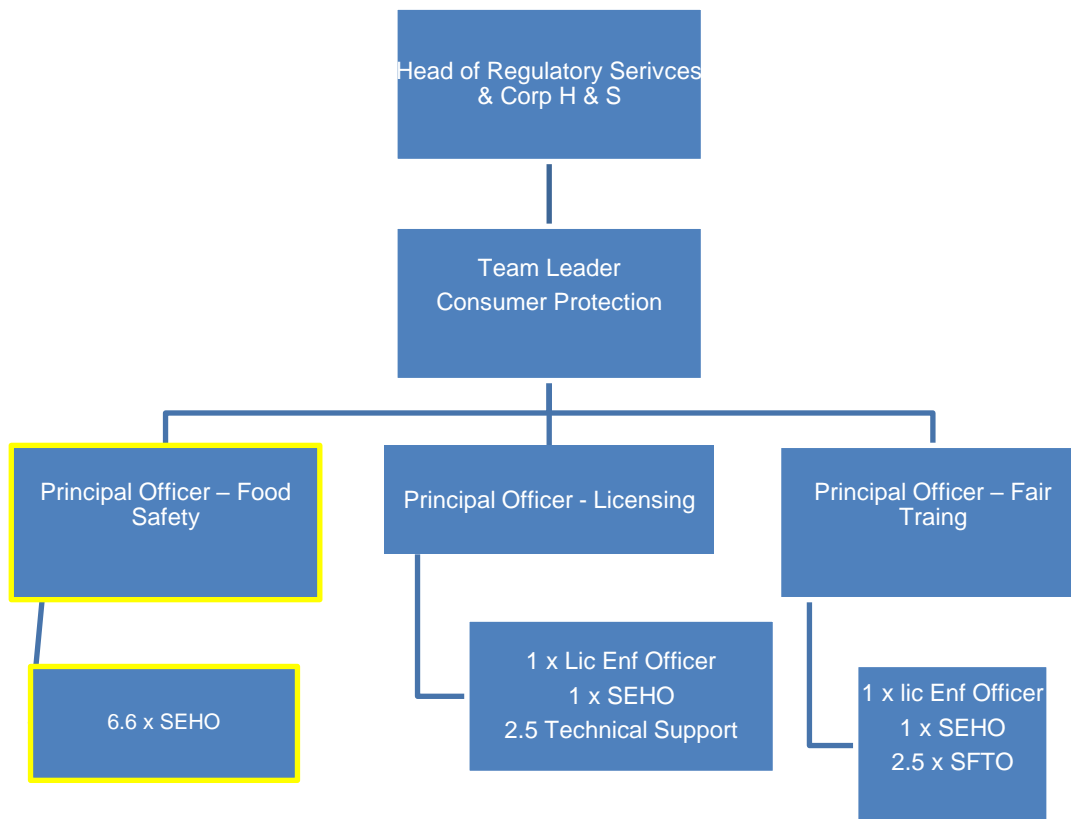 Head of Regulatory Serivces
& Corp H & S
Team Leader
Consumer Protection
Principal Officer – Food
Safety
Principal Officer - Licensing
Principal Officer – Fair
Traing
6.6 x SEHO
1 x Lic Enf Officer
1 x SEHO
2.5 Technical Support
1 x lic Enf Officer
1 x SEHO
2.5 x SFTO